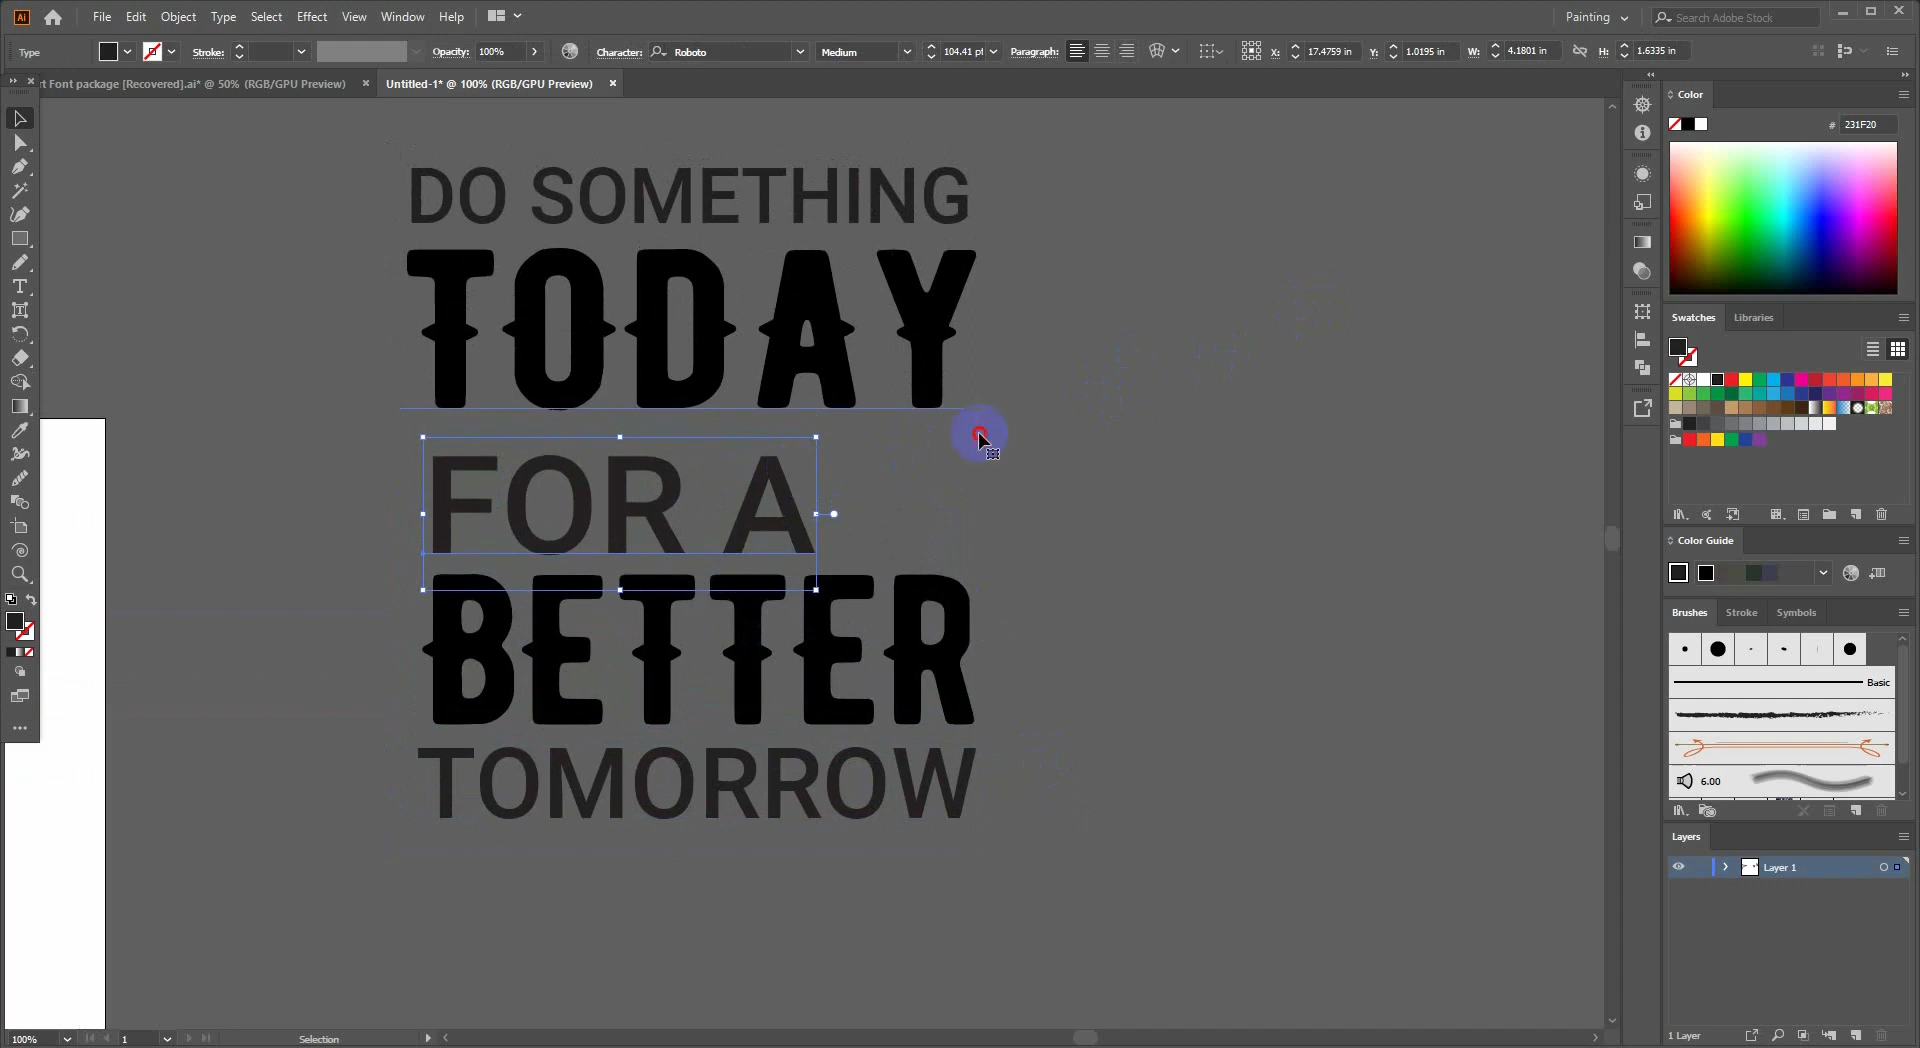 Ai File Edit Object Type Select Effect View Window Help Painting Search Adobe Stock
Type Stroke: Opacity: 100% Character: Roboto Medium 104.41 pt Paragraph: X: 17.4759 in Y: 1.0195 in W: 4.1801 in H: 1.6335 in
t Font package [Recovered].ai* @ 50% (RGB/GPU Preview) × Untitled-1* @ 100% (RGB/GPU Preview) ×
Color
# 231F20
DO SOMETHING
TODAY
FOR A
BETTER
TOMORROW
Swatches Libraries
Color Guide
Brushes Stroke Symbols
Basic
6.00
Layers
Layer 1
1 Layer
100% 1 Selection